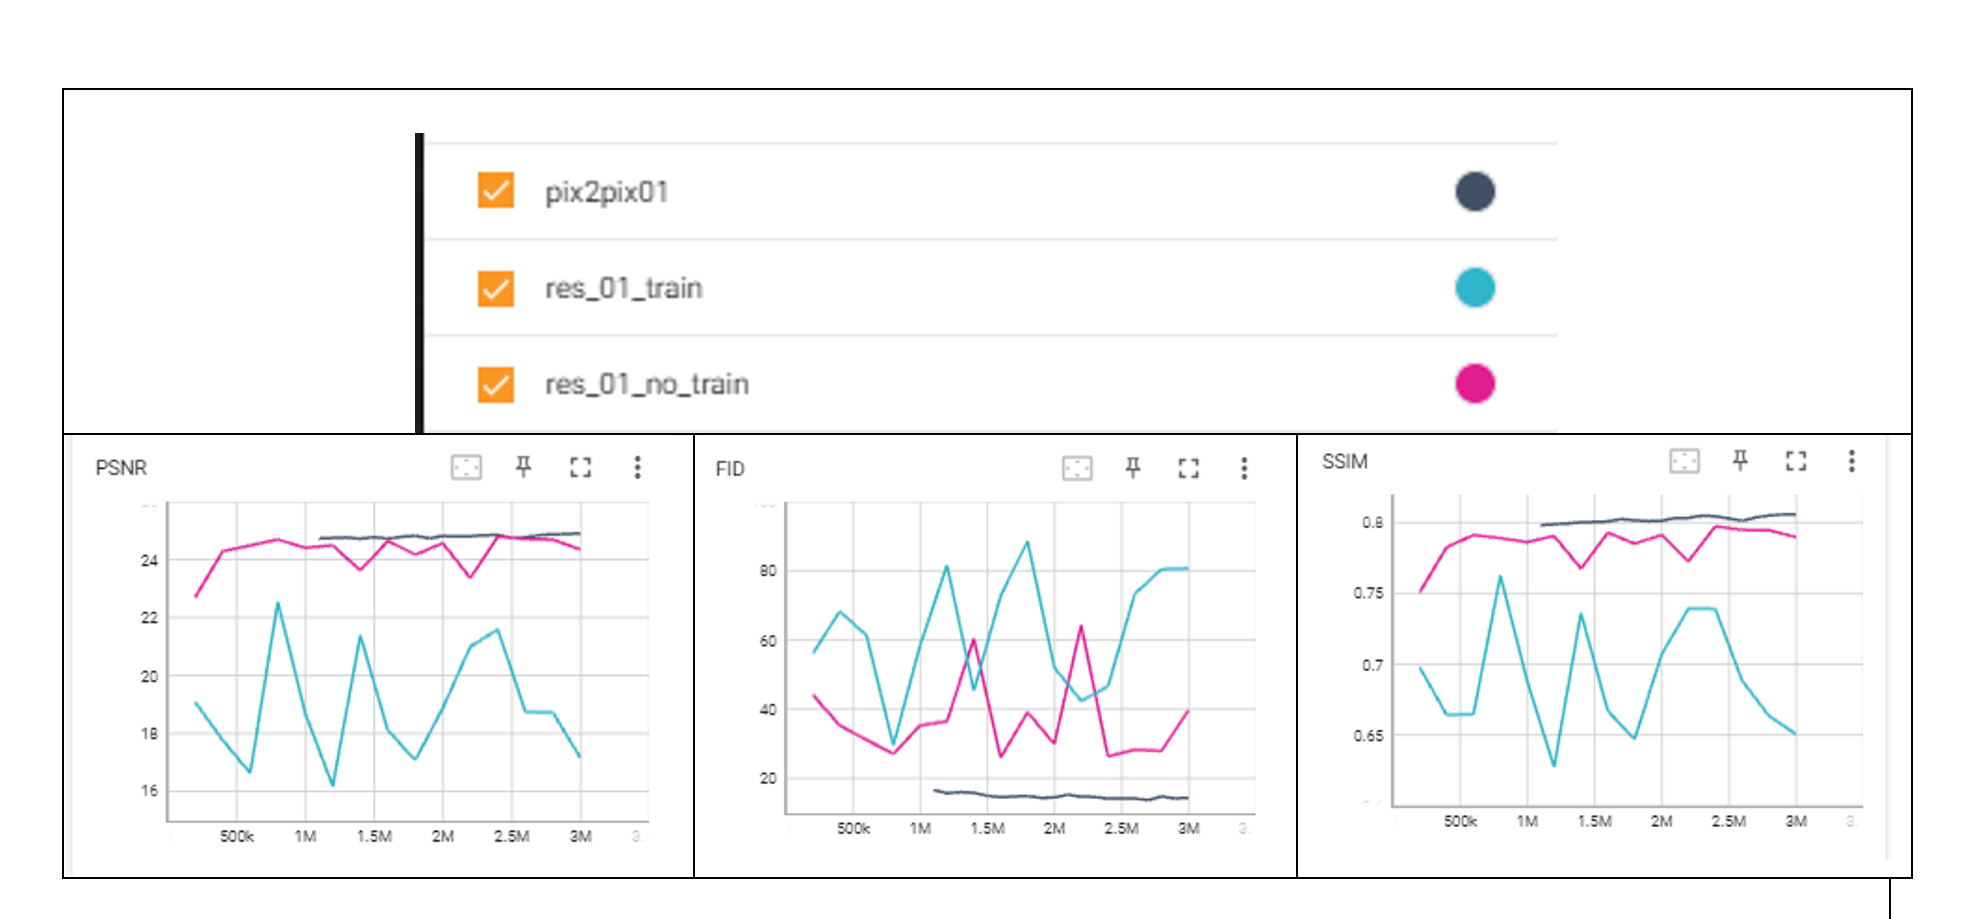 pix2pix01
res_01_train
res_01_no_train
PSNR
24
22
20
18
16
500k 1M 1.5M 2M 2.5M 3M
FID
80
60
40
20
500k 1M 1.5M 2M 2.5M 3M
SSIM
0.8
0.75
0.7
0.65
500k 1M 1.5M 2M 2.5M 3M